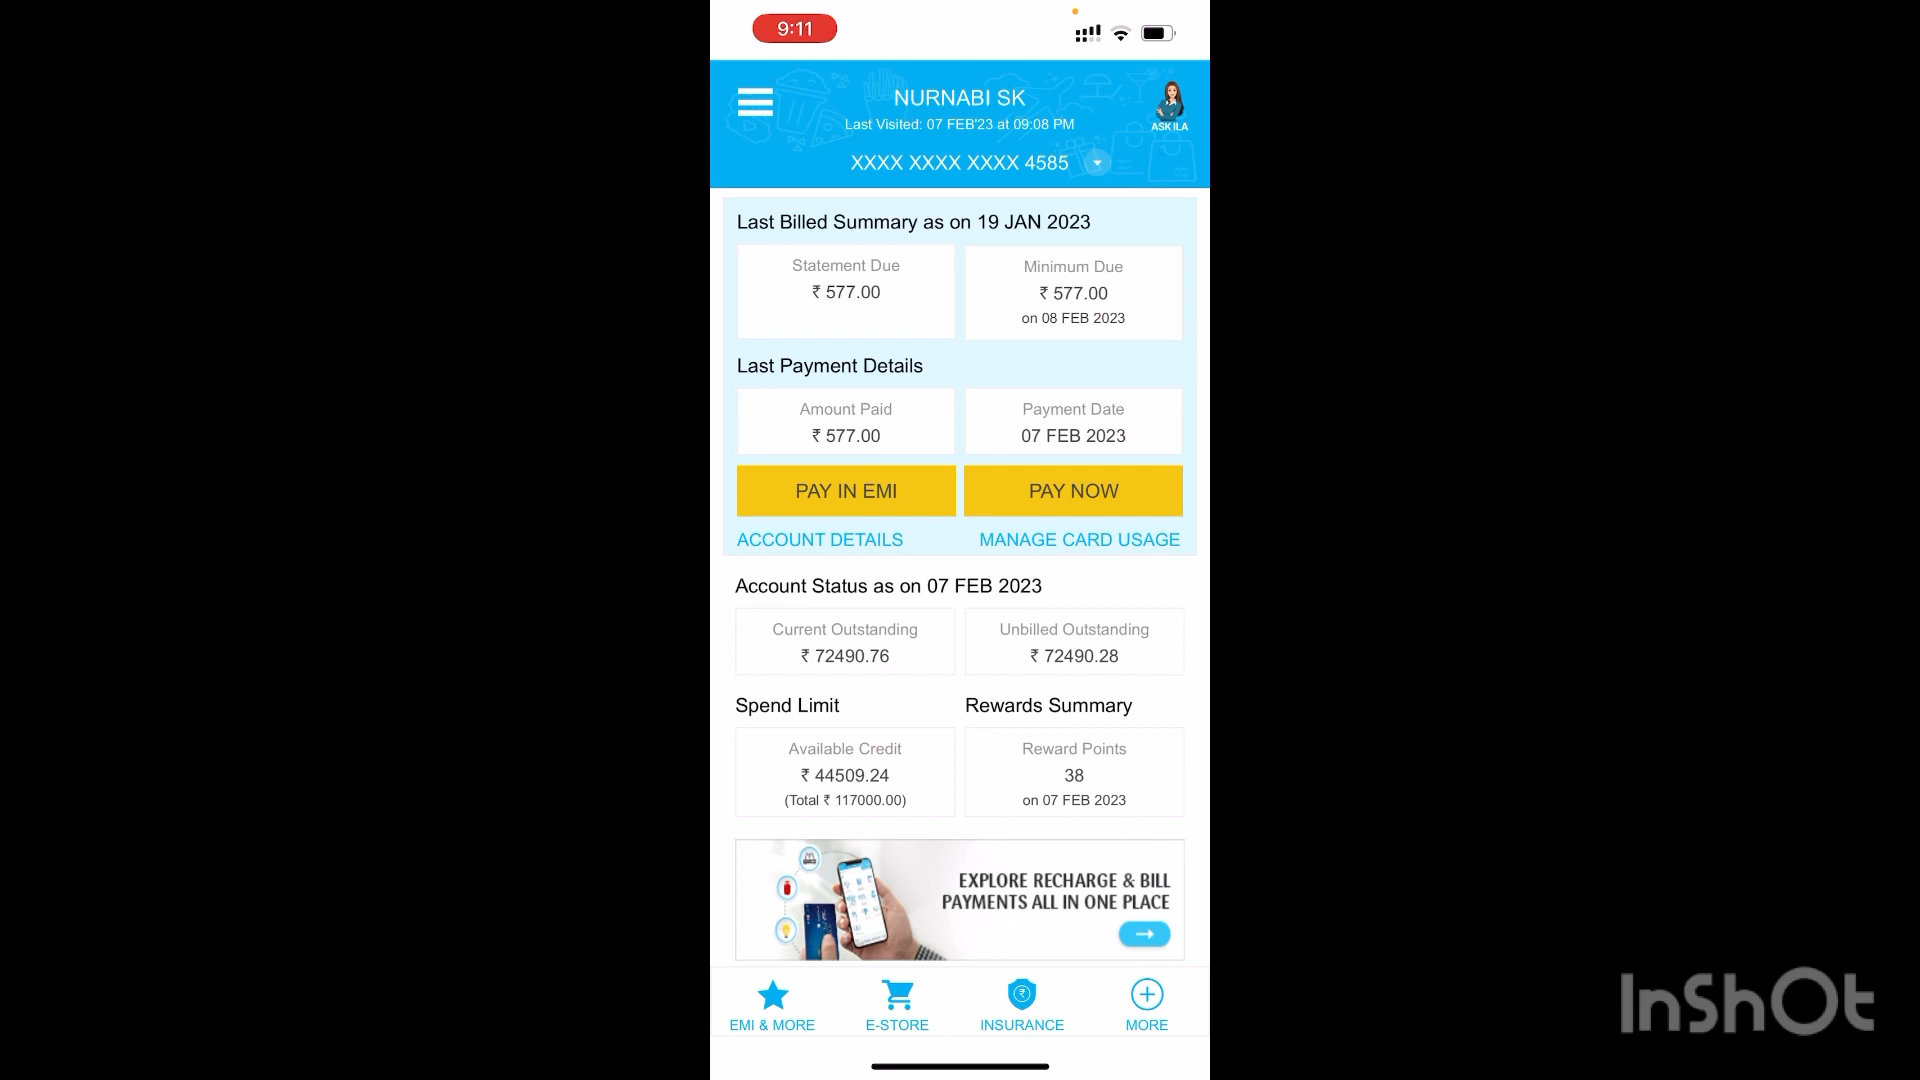 9:11
NURNABI SK
Last Visited: 07 FEB'23 at 09:08 PM
ASK ILA
XXXX XXXX XXXX 4585
Last Billed Summary as on 19 JAN 2023
Statement Due
₹ 577.00
Minimum Due
₹ 577.00
on 08 FEB 2023
Last Payment Details
Amount Paid
₹ 577.00
Payment Date
07 FEB 2023
PAY IN EMI
PAY NOW
ACCOUNT DETAILS
MANAGE CARD USAGE
Account Status as on 07 FEB 2023
Current Outstanding
₹ 72490.76
Unbilled Outstanding
₹ 72490.28
Spend Limit
Rewards Summary
Available Credit
₹ 44509.24
(Total ₹ 117000.00)
Reward Points
38
on 07 FEB 2023
EXPLORE RECHARGE & BILL
PAYMENTS ALL IN ONE PLACE
EMI & MORE
E-STORE
INSURANCE
MORE
InShOt